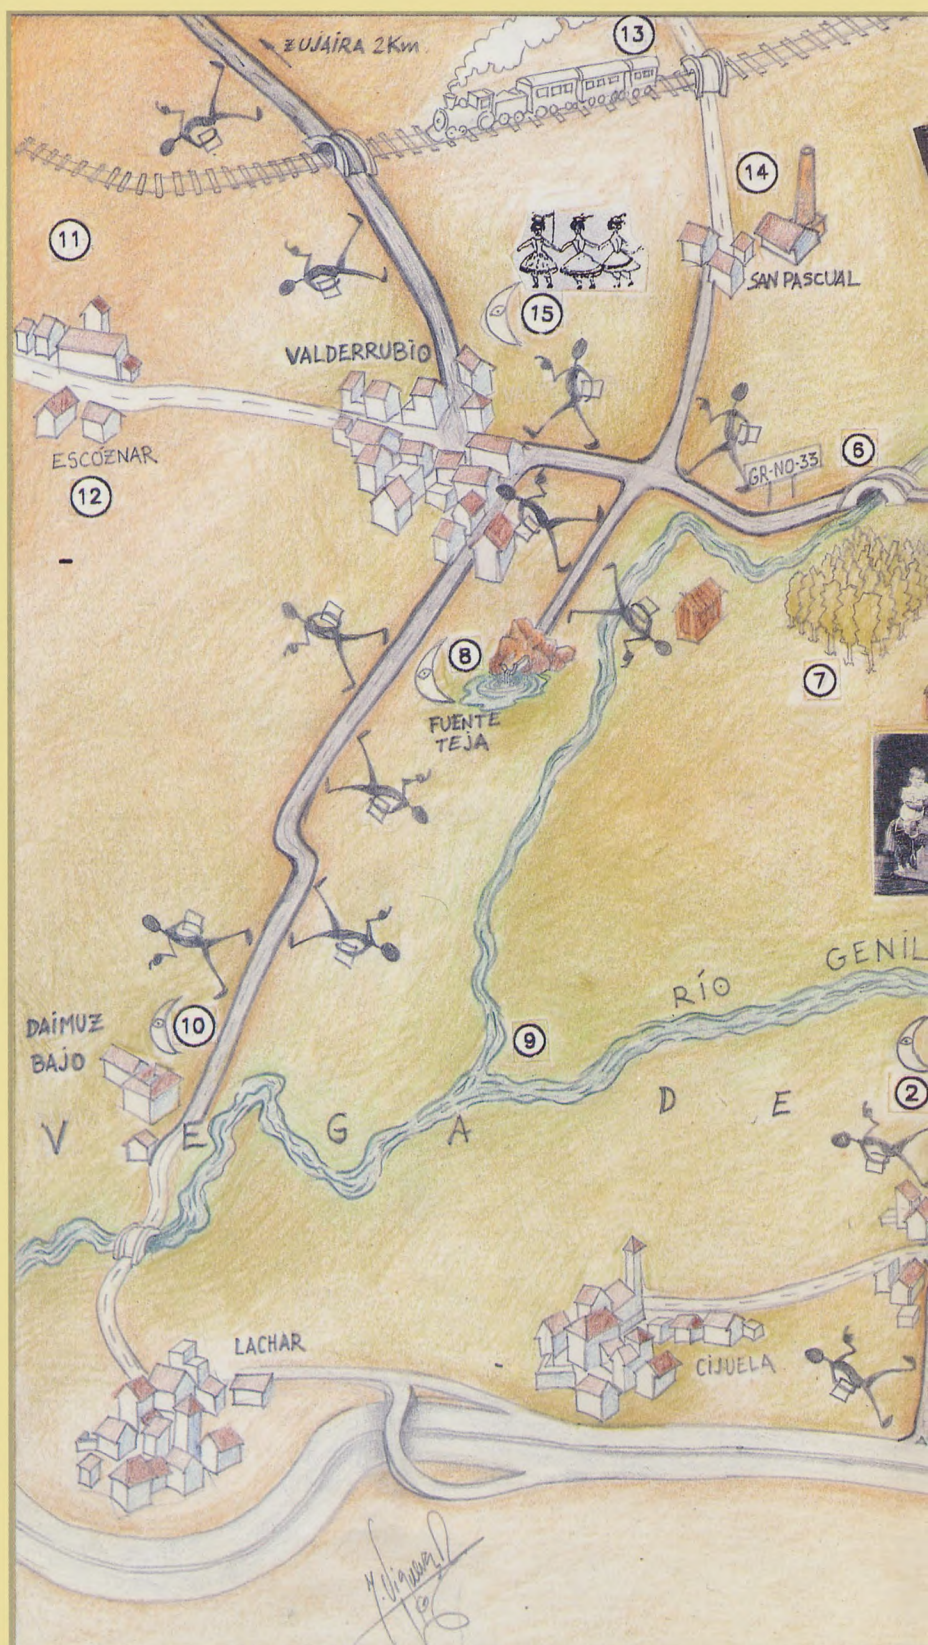 ZUJAIRA 2Km
13
14
11
SAN PASCUAL
15
VALDERRUBIO
ESCOZNAR
12
6
GR-NO-33
8
7
FUENTE
TEJA
RÍO GENIL
DAIMUZ
BAJO
10
9
2
V E G A D E
LACHAR
CIJUELA